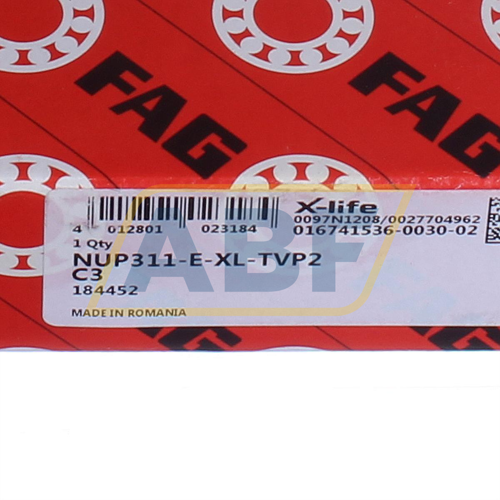 FAG
FAG
X-life
0097N1208/0027704962
4 012801 023184
016741536-0030-02
1 Qty
NUP311-E-XL-TVP2
C3
184452
MADE IN ROMANIA
ABF
FAG